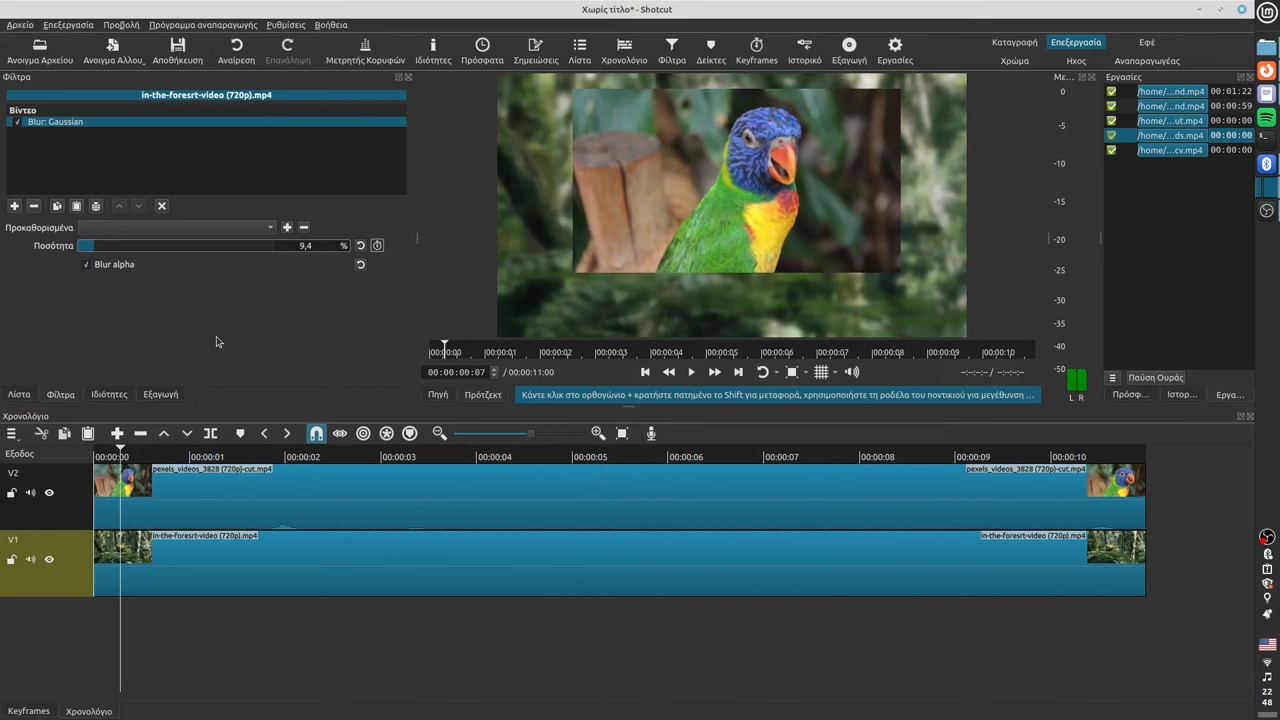 Χωρίς τίτλο* - Shotcut
Αρχείο Επεξεργασία Προβολή Πρόγραμμα αναπαραγωγής Ρυθμίσεις Βοήθεια
Άνοιγμα Αρχείου Ανοιγμα Αλλου.. Αποθήκευση Αναίρεση Επανάληψη Μετρητής Κορυφών Ιδιότητες Πρόσφατα Σημειώσεις Λίστα Χρονολόγιο Φίλτρα Δείκτες Keyframes Ιστορικό Εξαγωγή Εργασίες
Καταγραφή Επεξεργασία Εφέ
Χρώμα Ηχος Αναπαραγωγέας
Φίλτρα
in-the-foresrt-video (720p).mp4
Βίντεο
Blur: Gaussian
Προκαθορισμένα
Ποσότητα 9,4 %
Blur alpha
Λίστα Φίλτρα Ιδιότητες Εξαγωγή
|00:00:00 |00:00:01 |00:00:02 |00:00:03 |00:00:04 |00:00:05 |00:00:06 |00:00:07 |00:00:08 |00:00:09 |00:00:10
00:00:00:07 / 00:00:11:00 --:--:--:-- / --:--:--:--
Πηγή Πρότζεκτ Κάντε κλικ στο ορθογώνιο + κρατήστε πατημένο το Shift για μεταφορά, χρησιμοποιήστε τη ροδέλα του ποντικιού για μεγέθυνση ...
Με...
0
-5
-10
-15
-20
-25
-30
-35
-40
-50
L R
Εργασίες
/home/...nd.mp4 00:01:22
/home/...nd.mp4 00:00:59
/home/...ut.mp4 00:00:00
/home/...ds.mp4 00:00:00
/home/...cv.mp4 00:00:00
Παύση Ουράς
Πρόσφ... Ιστορ... Εργα...
Χρονολόγιο
Εξοδος
00:00:00 |00:00:01 |00:00:02 |00:00:03 |00:00:04 |00:00:05 |00:00:06 |00:00:07 |00:00:08 |00:00:09 |00:00:10
V2
pexels_videos_3828 (720p)-cut.mp4 pexels_videos_3828 (720p)-cut.mp4
V1
in-the-foresrt-video (720p).mp4 in-the-foresrt-video (720p).mp4
Keyframes Χρονολόγιο
22
48